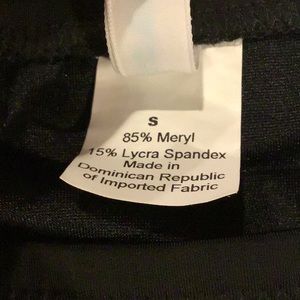 S
85% Meryl
15% Lycra Spandex
Made in
Dominican Republic
of Imported Fabric